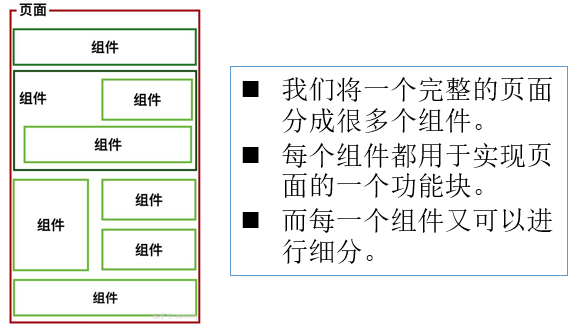 页面
组件
组件
组件
组件
组件
组件
组件
组件
■ 我们将一个完整的页面
分成很多个组件。
■ 每个组件都用于实现页
面的一个功能块。
■ 而每一个组件又可以进
行细分。